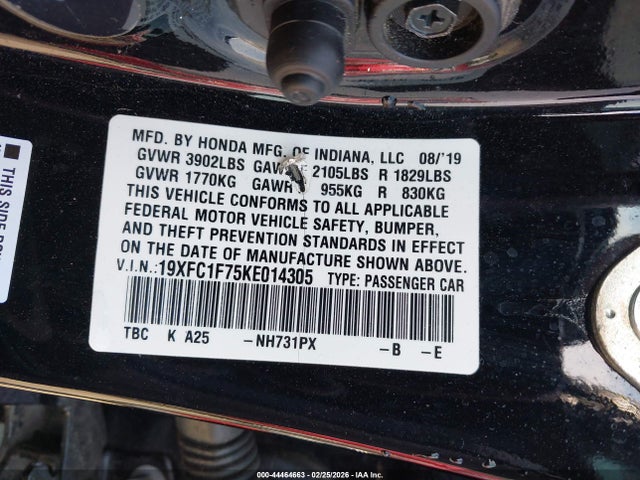 MFD. BY HONDA MFG. OF INDIANA, LLC 08/'19
GVWR 3902LBS GAWR 2105LBS R 1829LBS
GVWR 1770KG GAWR 955KG R 830KG
THIS VEHICLE CONFORMS TO ALL APPLICABLE
FEDERAL MOTOR VEHICLE SAFETY, BUMPER,
AND THEFT PREVENTION STANDARDS IN EFFECT
ON THE DATE OF MANUFACTURE SHOWN ABOVE.
V.I.N.:19XFC1F75KE014305 TYPE: PASSENGER CAR
TBC K A25 -NH731PX -B -E
THIS SIDE
000-44464663 - 02/25/2026 - IAA Inc.